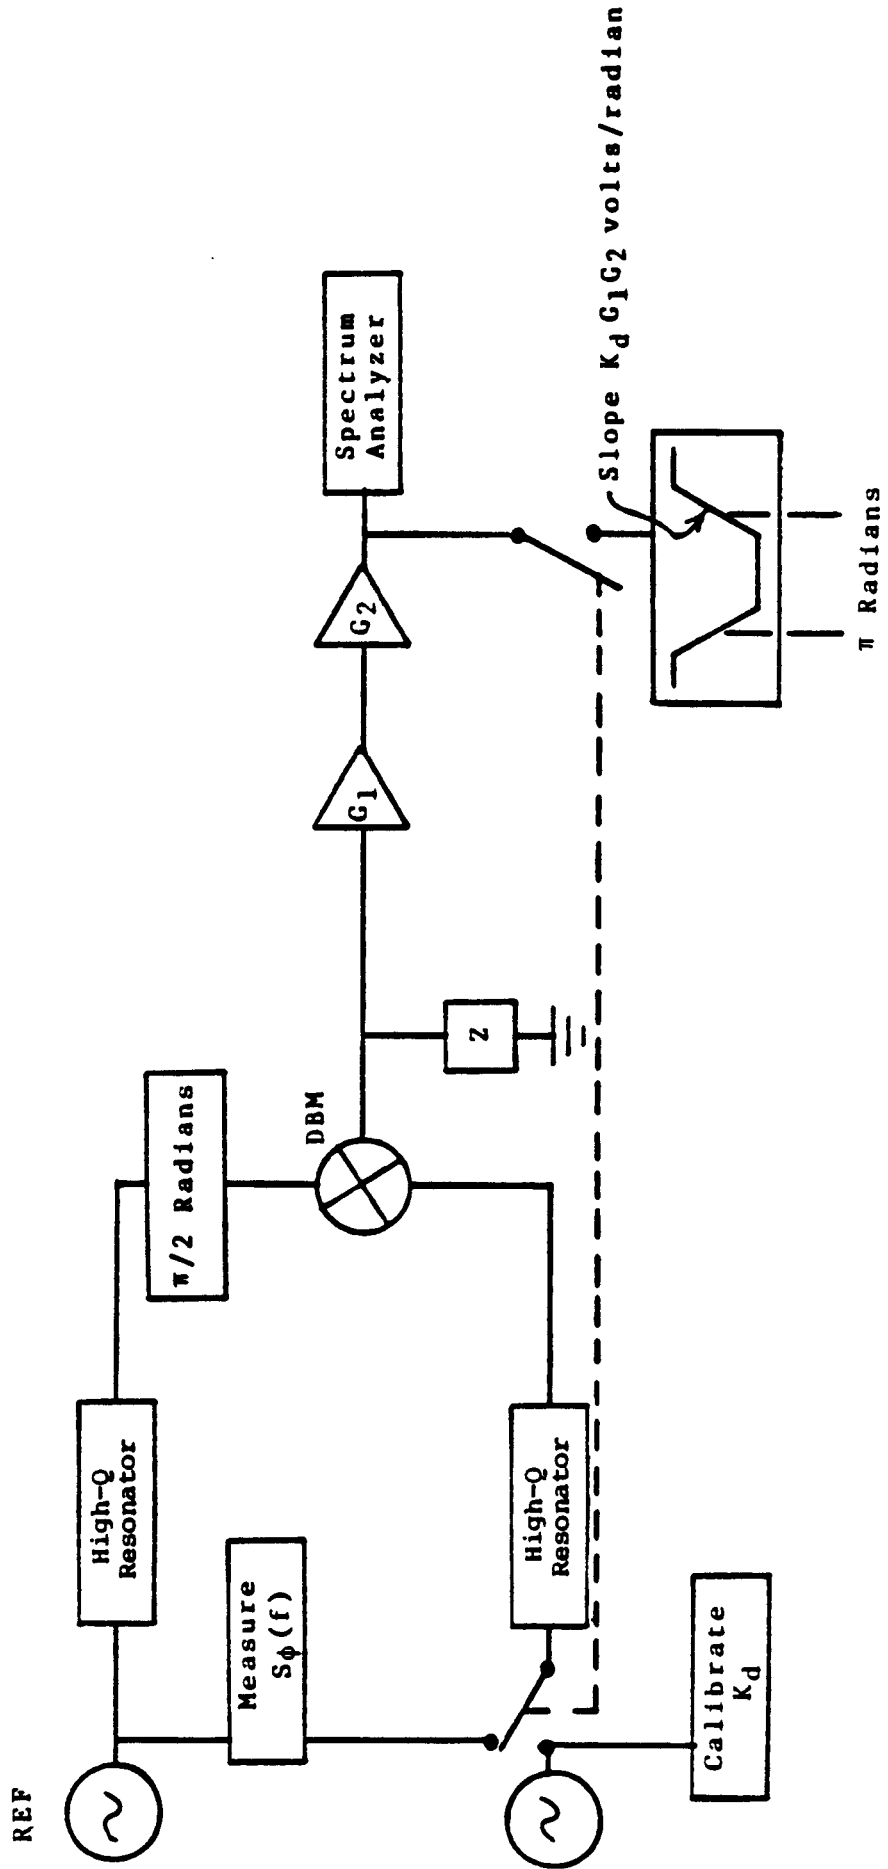 REF
High-Q
Resonator
π/2 Radians
Measure
Sϕ(f)
DBM
G1
G2
Spectrum
Analyzer
Z
High-Q
Resonator
Calibrate
Kd
Slope Kd G1G2 volts/radian
π Radians